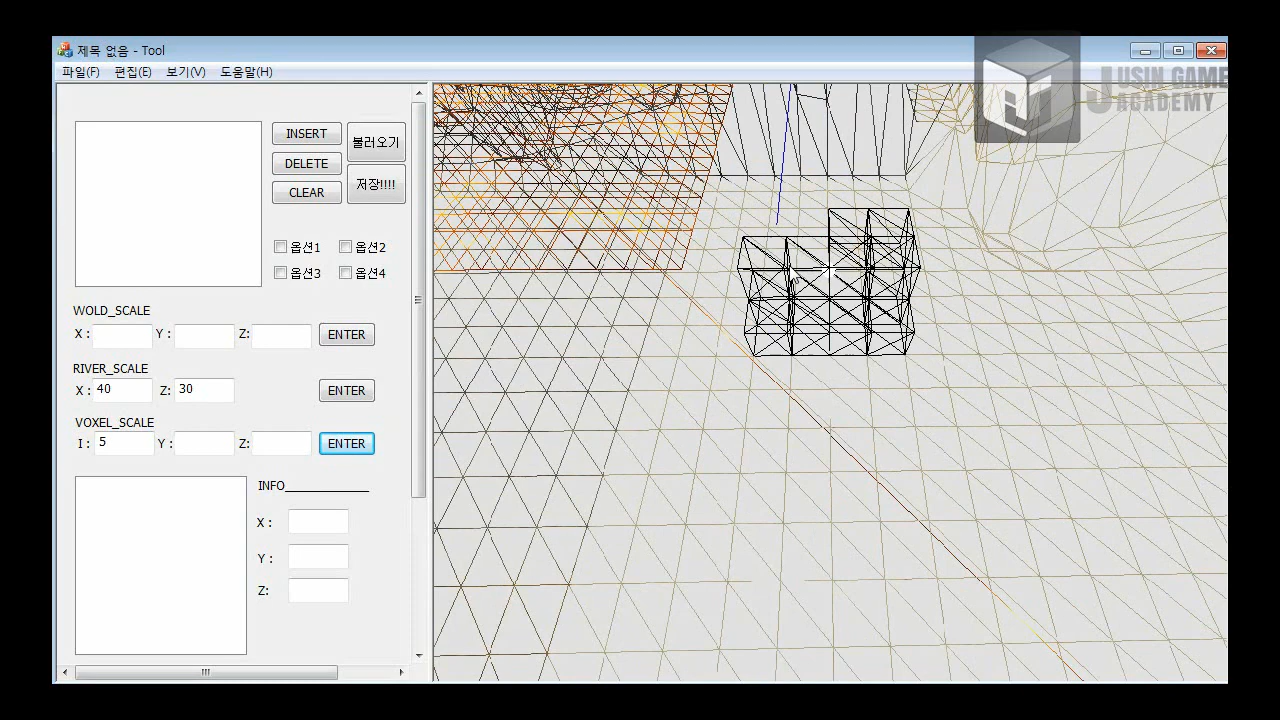 제목 없음 - Tool
파일(F) 편집(E) 보기(V) 도움말(H)
JUSIN GAME
ACADEMY
INSERT
불러오기
DELETE
저장!!!!
CLEAR
옵션1 옵션2
옵션3 옵션4
WOLD_SCALE
X : Y : Z: ENTER
RIVER_SCALE
X : 40 Z: 30 ENTER
VOXEL_SCALE
I : 5 Y : Z: ENTER
INFO____________
X :
Y :
Z: